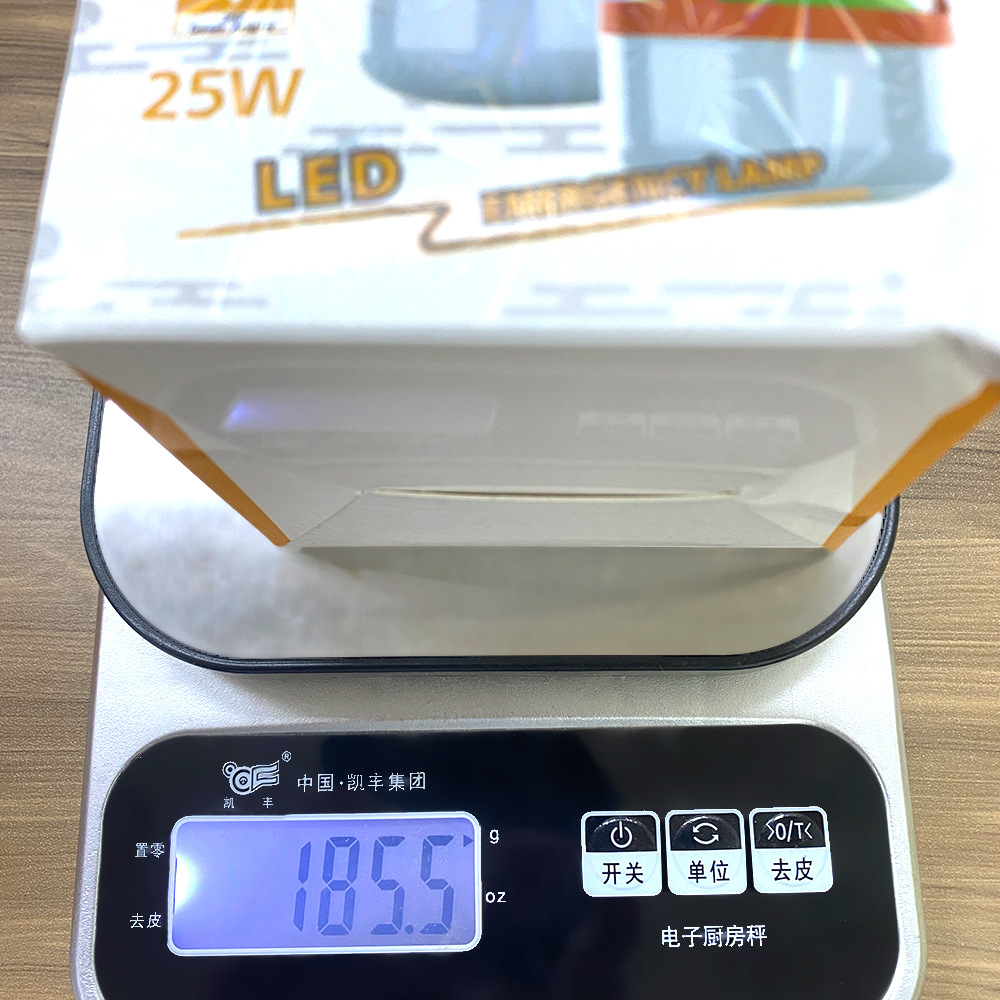 25W
LED
EMERGENCY LAMP
®
凯 丰
中国·凯丰集团
置零
g
185.5
oz
去皮
开关
单位
>O/T<
去皮
电子厨房秤